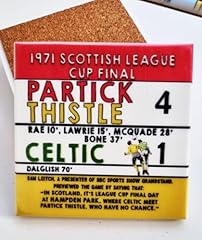 1971 SCOTTISH LEAGUE
CUP FINAL
PARTICK
THISTLE 4
RAE 10', LAWRIE 15', MCQUADE 28'
BONE 37'
CELTIC 1
DALGLISH 70'
SAM LEITCH, A PRESENTER OF BBC SPORTS SHOW GRANDSTAND,
PREVIEWED THE GAME BY SAYING THAT:
"IN SCOTLAND, IT'S LEAGUE CUP FINAL DAY
AT HAMPDEN PARK, WHERE CELTIC MEET
PARTICK THISTLE, WHO HAVE NO CHANCE."